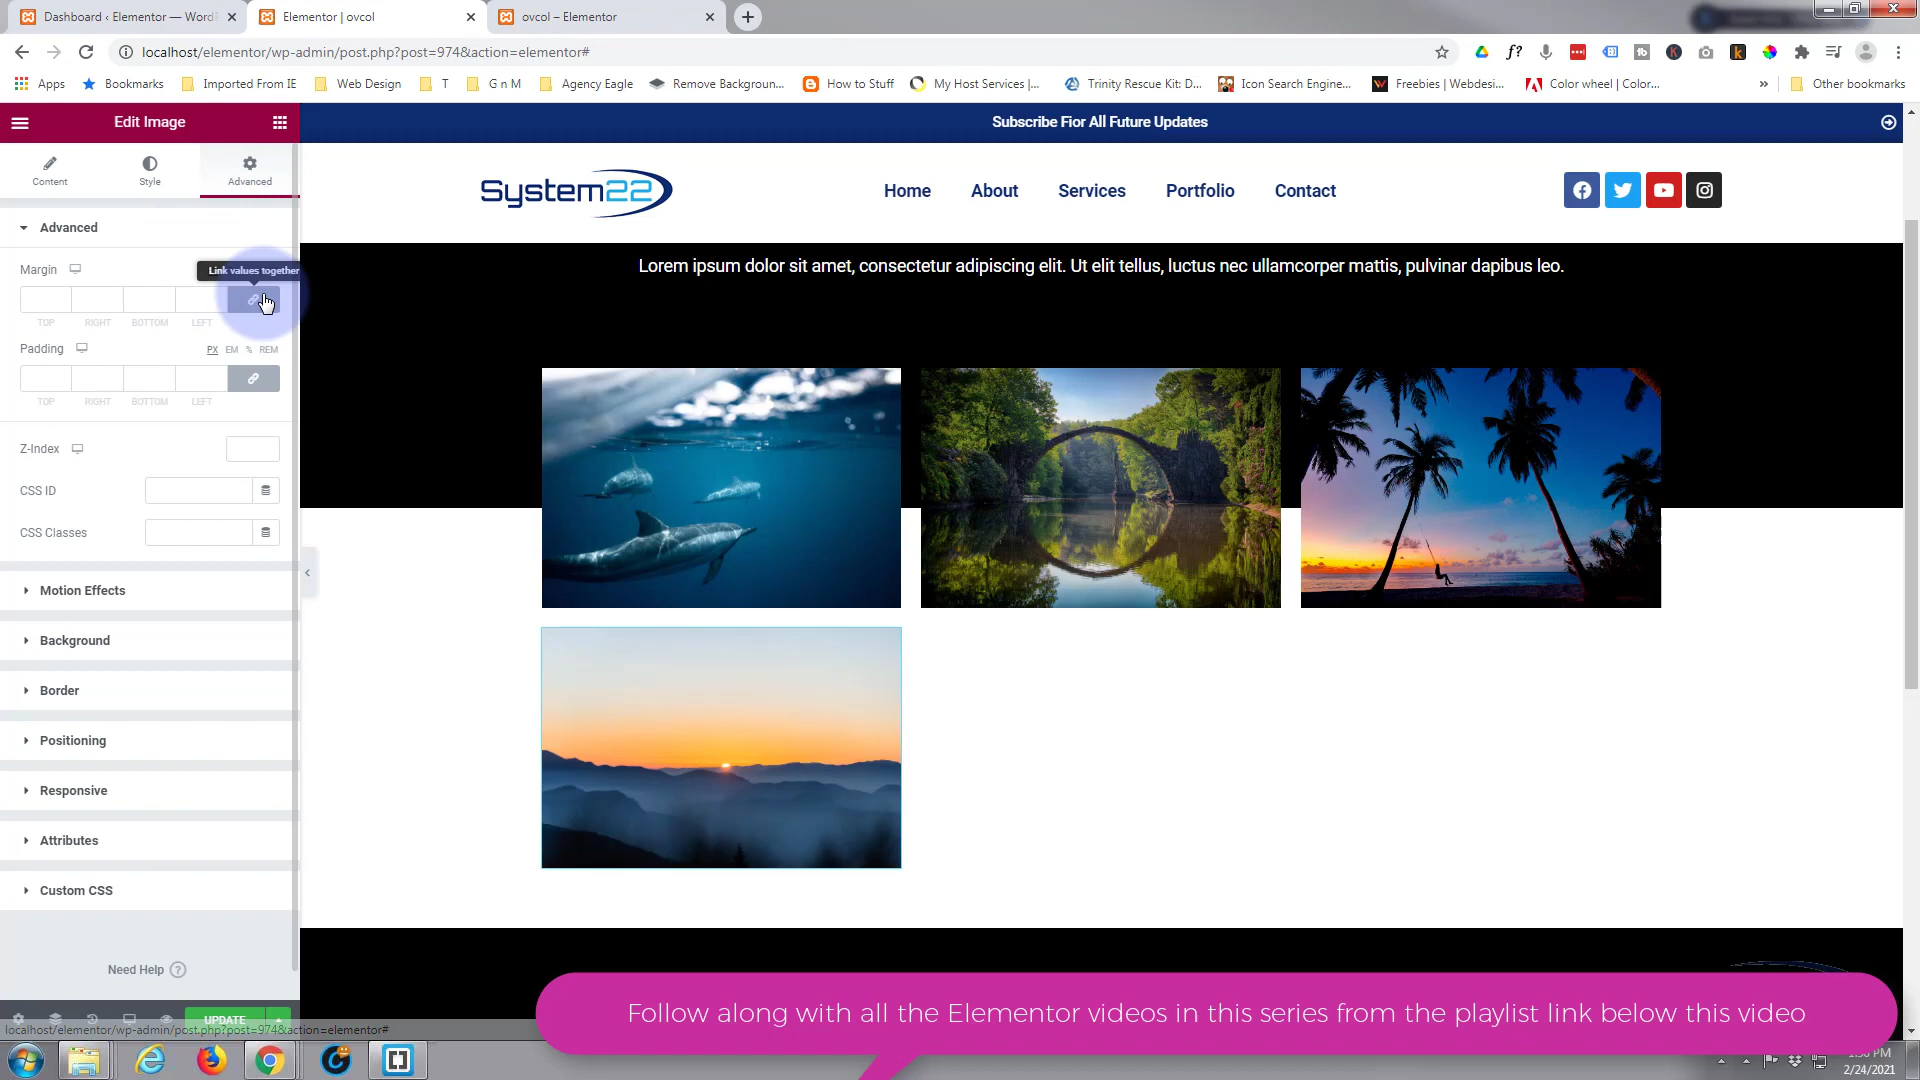 Dashboard ‹ Elementor — WordP
Elementor | ovcol
ovcol – Elementor
localhost/elementor/wp-admin/post.php?post=974&action=elementor#
Apps
Bookmarks
Imported From IE
Web Design
T
G n M
Agency Eagle
Remove Backgroun...
How to Stuff
My Host Services |...
Trinity Rescue Kit: D...
Icon Search Engine...
Freebies | Webdesi...
Color wheel | Color...
»
Other bookmarks
Edit Image
Content
Style
Advanced
Advanced
Margin
Link values together
TOP
RIGHT
BOTTOM
LEFT
Padding
PX
EM
%
REM
TOP
RIGHT
BOTTOM
LEFT
Z-Index
CSS ID
CSS Classes
Motion Effects
Background
Border
Positioning
Responsive
Attributes
Custom CSS
Need Help ?
UPDATE
localhost/elementor/wp-admin/post.php?post=974&action=elementor#
Subscribe Fior All Future Updates
System22
Home
About
Services
Portfolio
Contact
Lorem ipsum dolor sit amet, consectetur adipiscing elit. Ut elit tellus, luctus nec ullamcorper mattis, pulvinar dapibus leo.
Follow along with all the Elementor videos in this series from the playlist link below this video
2/24/2021